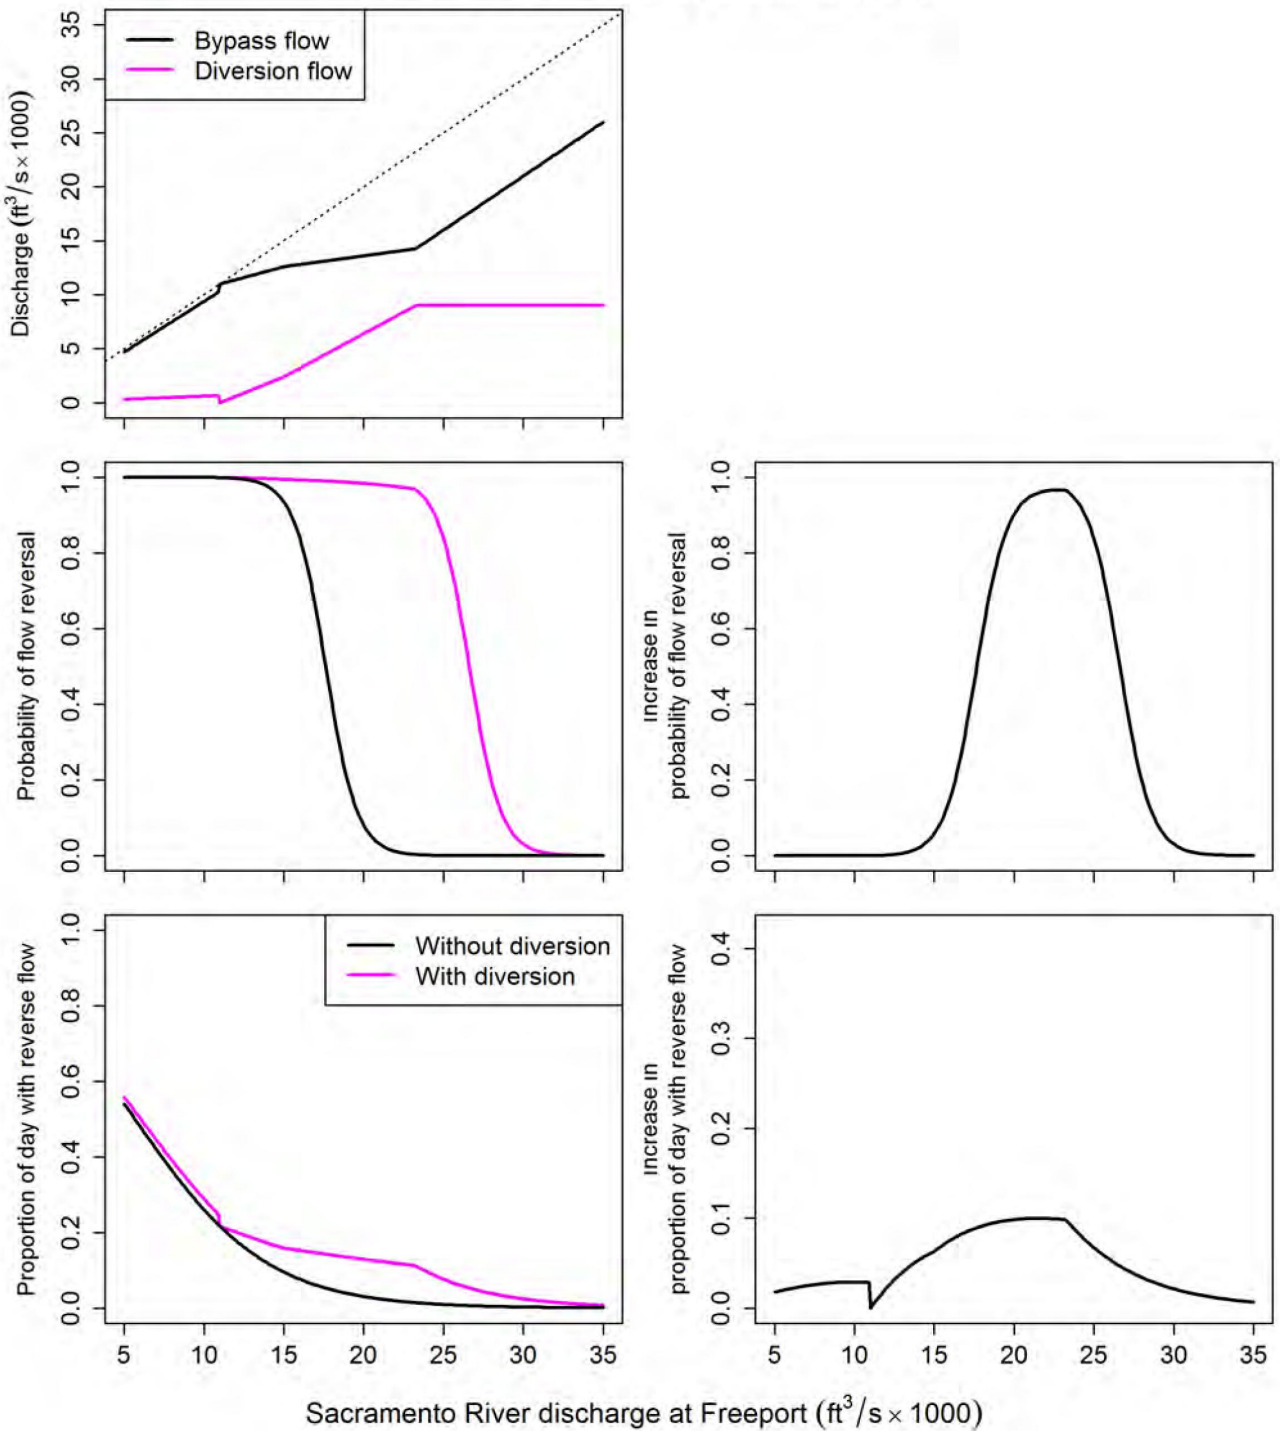 Discharge (ft³/s × 1000)
35
30
25
20
15
10
5
0
Bypass flow
Diversion flow
Probability of flow reversal
1.0
0.8
0.6
0.4
0.2
0.0
increase in
probability of flow reversal
1.0
0.8
0.6
0.4
0.2
0.0
Proportion of day with reverse flow
1.0
0.8
0.6
0.4
0.2
0.0
Without diversion
With diversion
5 10 15 20 25 30 35
increase in
proportion of day with reverse flow
0.4
0.3
0.2
0.1
0.0
5 10 15 20 25 30 35
Sacramento River discharge at Freeport (ft³/s × 1000)